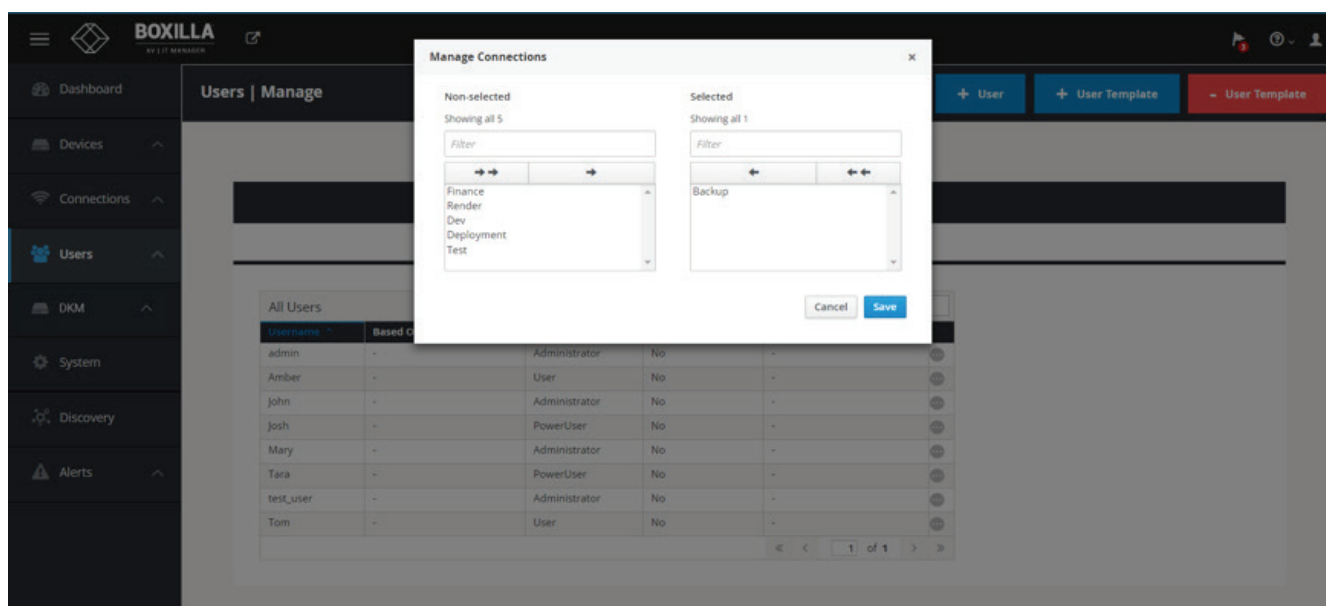 BOXILLA
AV | IT MANAGER
3
Dashboard
Devices
Connections
Users
DKM
System
Discovery
Alerts
Users | Manage
+ User
+ User Template
- User Template
Manage Connections
×
Non-selected
Selected
Showing all 5
Showing all 1
Filter
Filter
Finance
Render
Dev
Deployment
Test
Backup
Cancel
Save
All Users
Username
Based O
admin - Administrator No -
Amber - User No -
John - Administrator No -
Josh - PowerUser No -
Mary - Administrator No -
Tara - PowerUser No -
test_user - Administrator No -
Tom - User No -
« < 1 of 1 > »